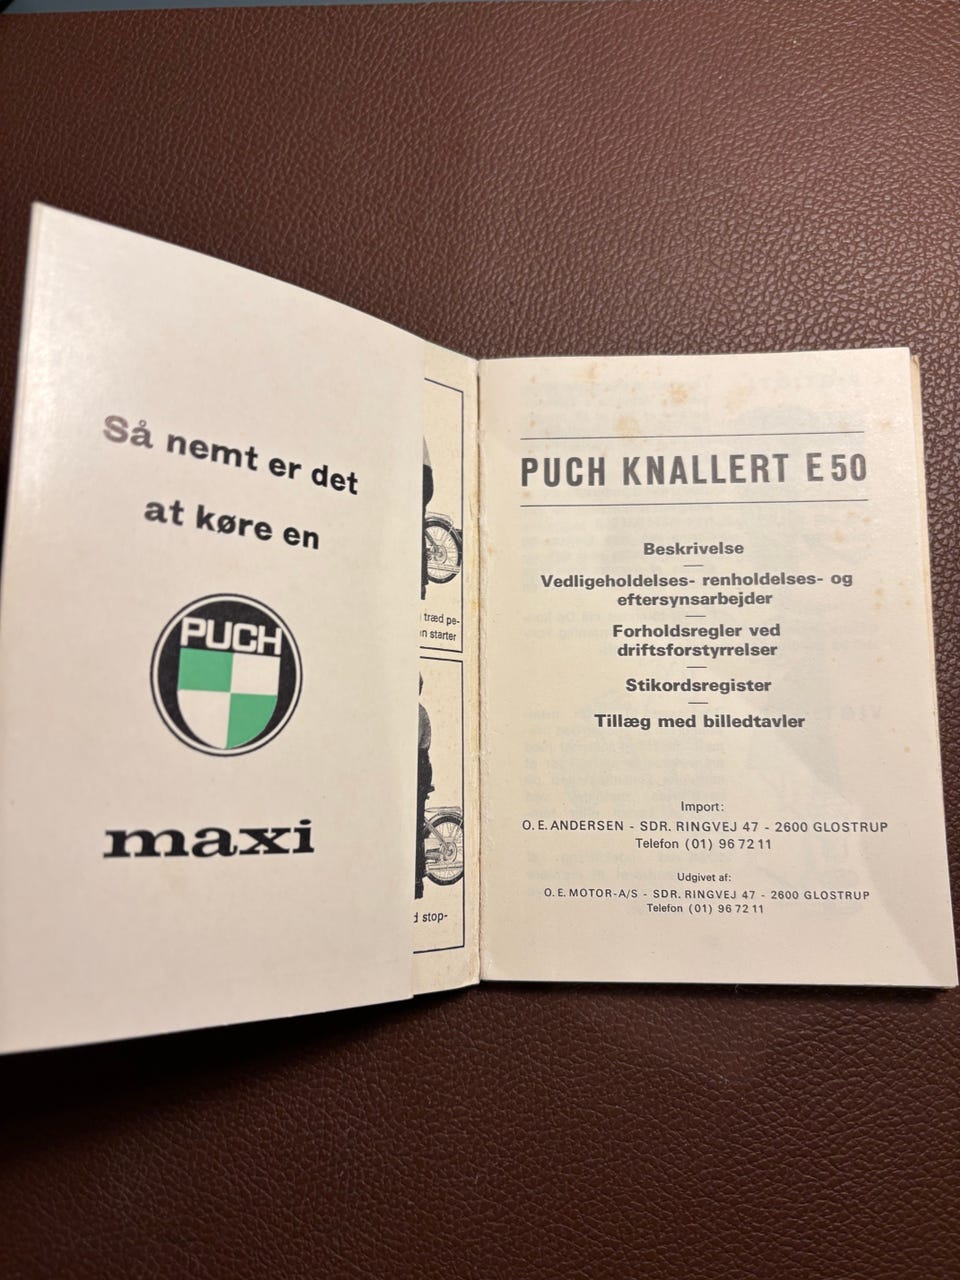 Så nemt er det
at køre en
PUCH
maxi
træd pe-
n starter
d stop-
PUCH KNALLERT E 50
Beskrivelse
Vedligeholdelses- renholdelses- og
eftersynsarbejder
Forholdsregler ved
driftsforstyrrelser
Stikordsregister
Tillæg med billedtavler
Import:
O. E. ANDERSEN - SDR. RINGVEJ 47 - 2600 GLOSTRUP
Telefon (01) 96 72 11
Udgivet af:
O. E. MOTOR-A/S - SDR. RINGVEJ 47 - 2600 GLOSTRUP
Telefon (01) 96 72 11